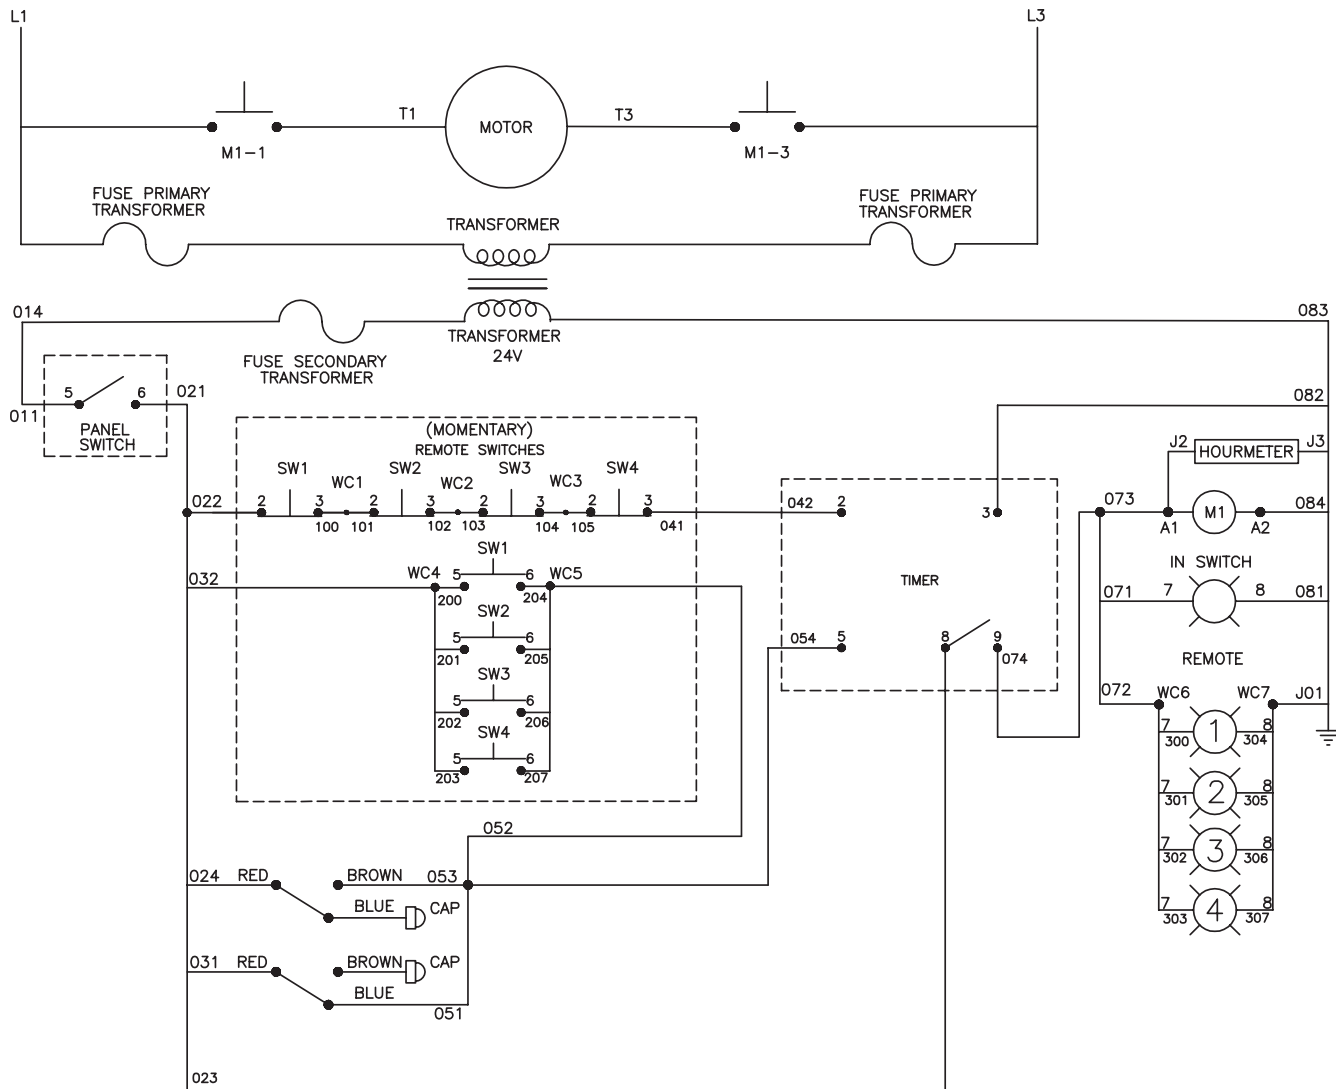 L1
L3
T1
MOTOR
T3
M1-1
M1-3
FUSE PRIMARY
TRANSFORMER
FUSE PRIMARY
TRANSFORMER
TRANSFORMER
014
083
TRANSFORMER
24V
FUSE SECONDARY
TRANSFORMER
5
6
021
011
PANEL
SWITCH
082
(MOMENTARY)
REMOTE SWITCHES
J2
HOURMETER
J3
SW1
WC1
SW2
WC2
SW3
WC3
SW4
022
2
3
2
3
2
3
2
3
042
2
3
073
M1
084
100
101
102
103
104
105
041
A1
A2
SW1
IN SWITCH
032
WC4
5
6
WC5
200
204
TIMER
071
7
8
081
SW2
5
6
201
205
054
5
8
9
074
REMOTE
SW3
5
6
202
206
072
WC6
WC7
J01
SW4
5
6
203
207
7
1
8
300
304
7
2
8
301
305
052
7
3
8
302
306
024
RED
BROWN
053
BLUE
CAP
7
4
8
303
307
031
RED
BROWN
CAP
BLUE
051
023